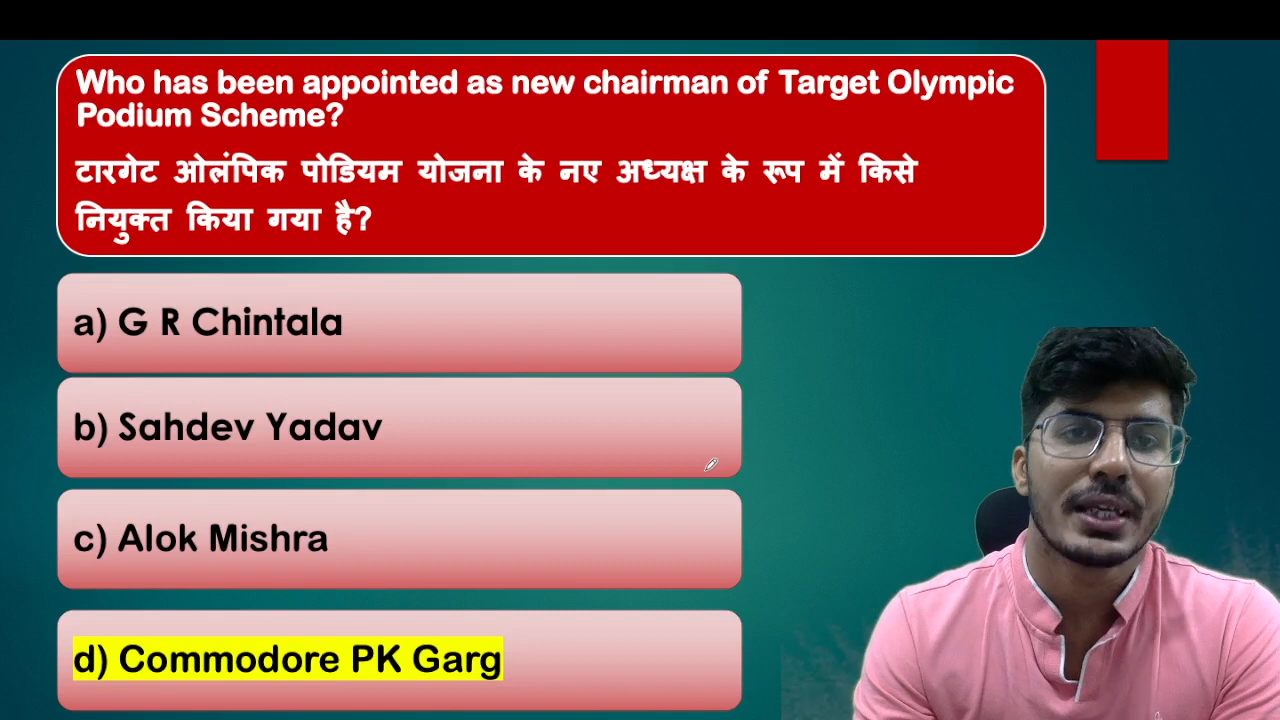 Who has been appointed as new chairman of Target Olympic
Podium Scheme?
टारगेट ओलंपिक पोडियम योजना के नए अध्यक्ष के रूप में किसे
नियुक्त किया गया है?
a) G R Chintala
b) Sahdev Yadav
c) Alok Mishra
d) Commodore PK Garg